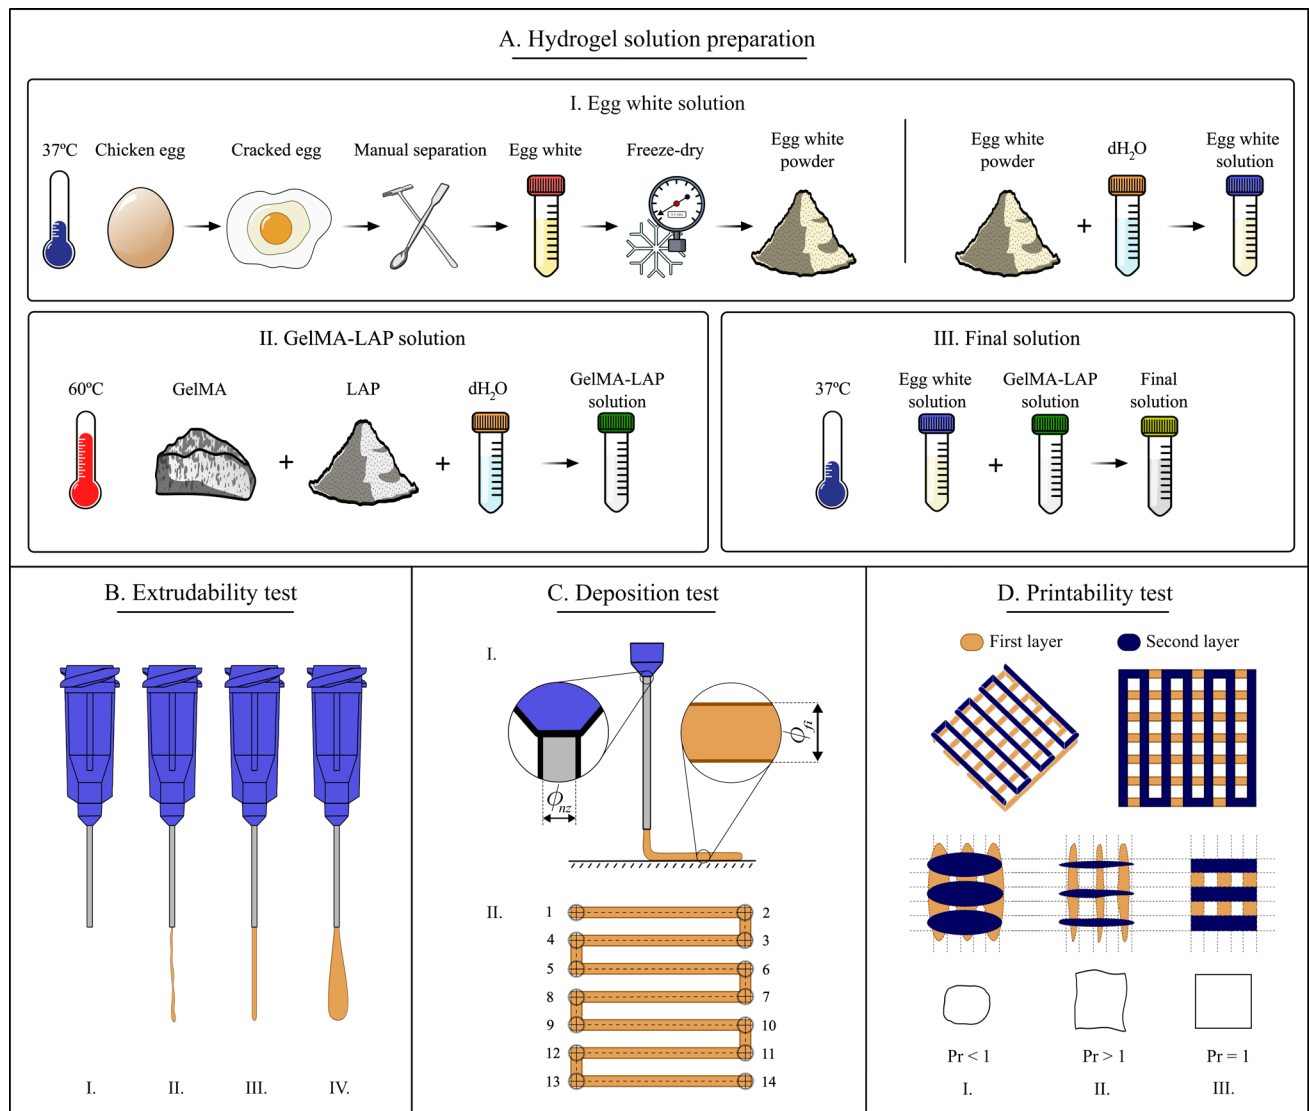 A. Hydrogel solution preparation
I. Egg white solution
37ºC
Chicken egg
Cracked egg
Manual separation
Egg white
Freeze-dry
Egg white
powder
Egg white
powder
+
dH₂O
Egg white
solution
II. GelMA-LAP solution
60ºC
GelMA
+
LAP
+
dH₂O
GelMA-LAP
solution
III. Final solution
37ºC
Egg white
solution
+
GelMA-LAP
solution
Final
solution
B. Extrudability test
I.
II.
III.
IV.
C. Deposition test
I.
ϕnz
ϕfi
II.
1 2
4 3
5 6
8 7
9 10
12 11
13 14
D. Printability test
First layer
Second layer
Pr < 1
Pr > 1
Pr = 1
I.
II.
III.